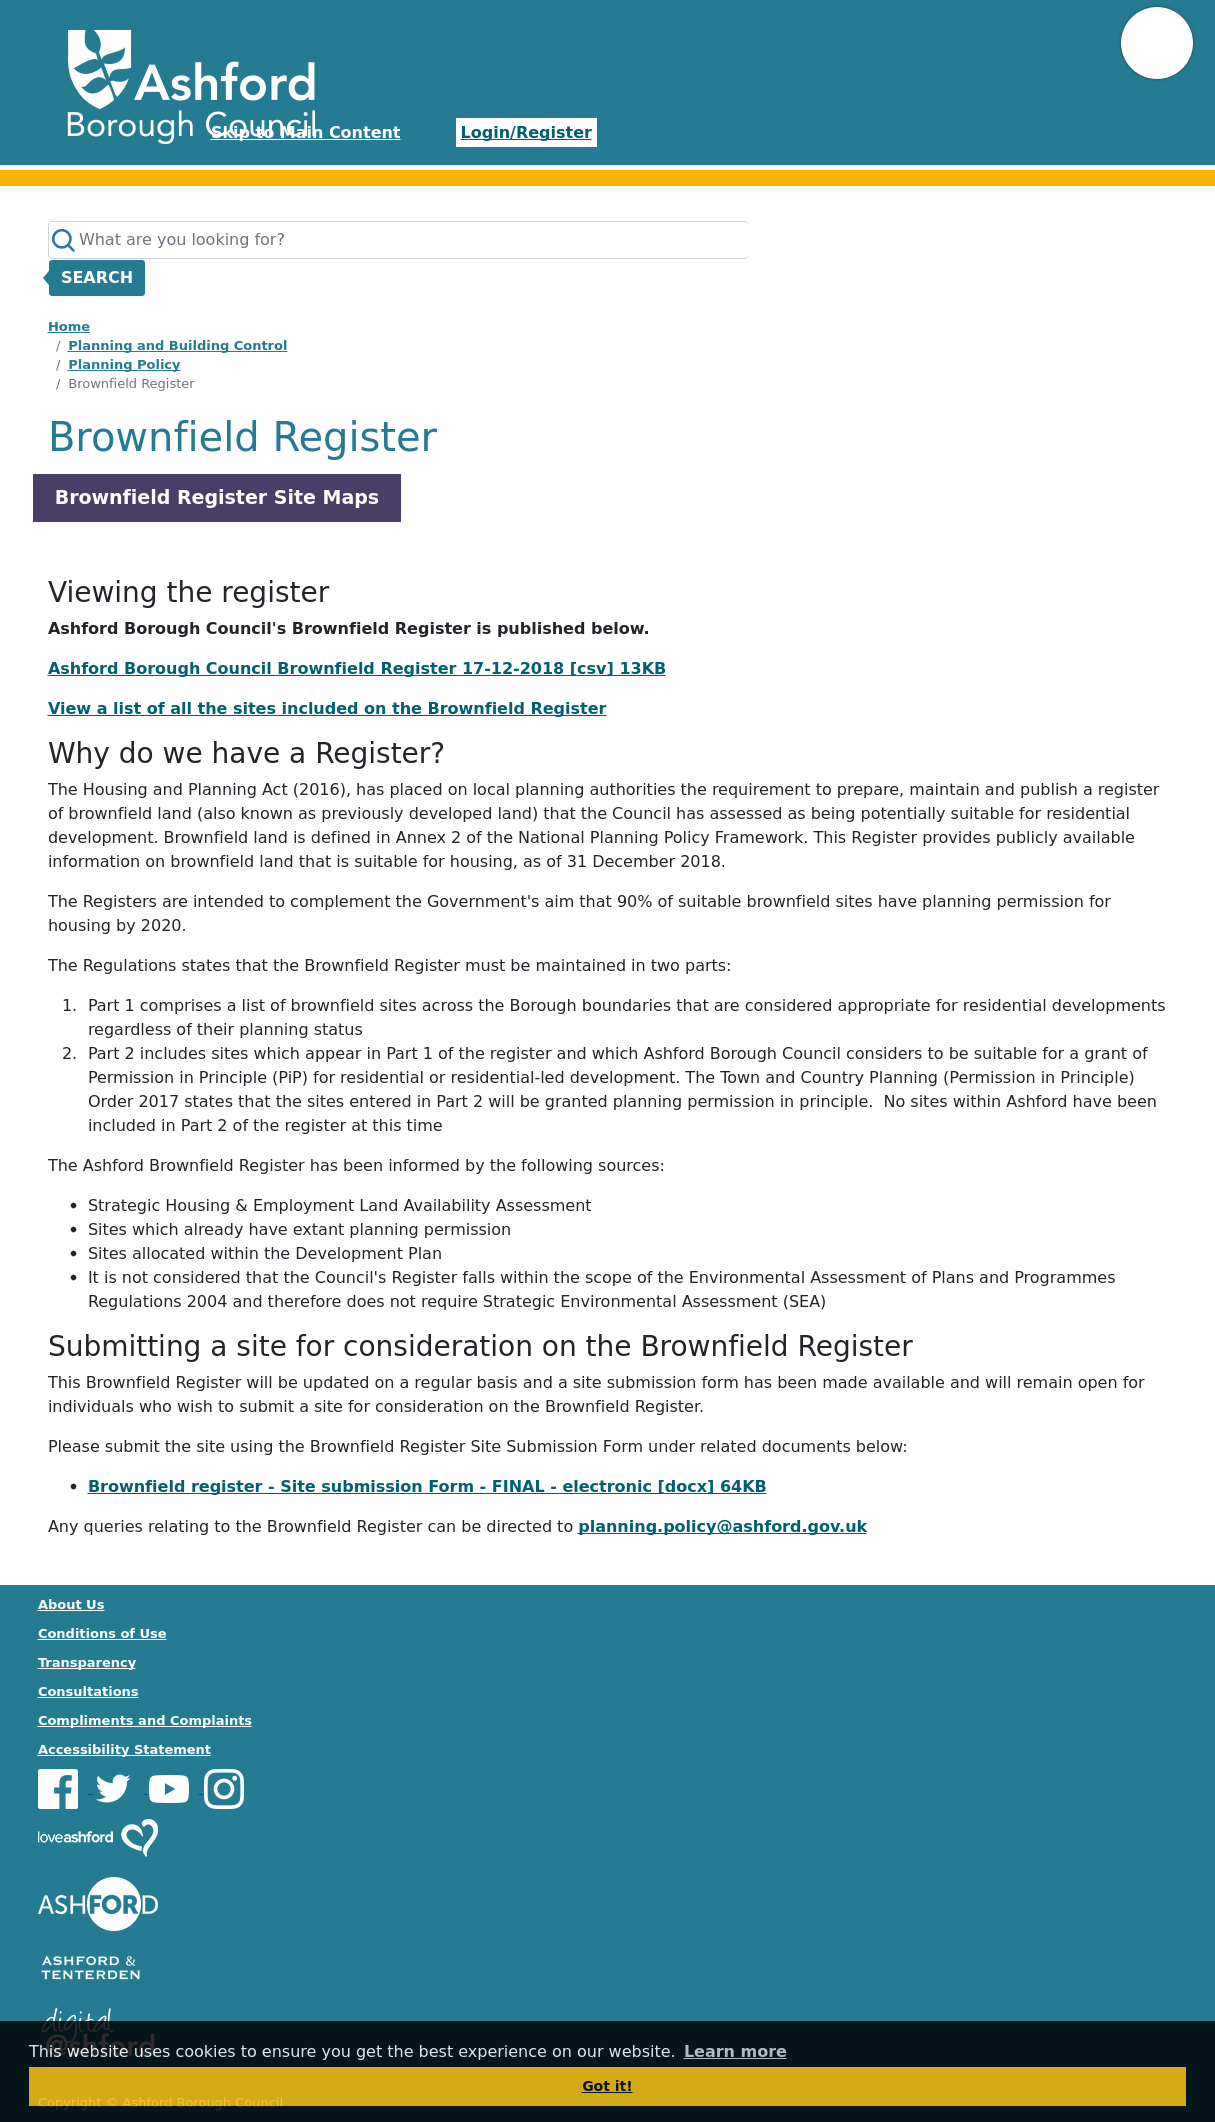 Ashford
Borough Council
Skip to Main Content
Login/Register
What are you looking for?
SEARCH
Home
/ Planning and Building Control
/ Planning Policy
/ Brownfield Register
Brownfield Register
Brownfield Register Site Maps
Viewing the register
Ashford Borough Council's Brownfield Register is published below.
Ashford Borough Council Brownfield Register 17-12-2018 [csv] 13KB
View a list of all the sites included on the Brownfield Register
Why do we have a Register?
The Housing and Planning Act (2016), has placed on local planning authorities the requirement to prepare, maintain and publish a register
of brownfield land (also known as previously developed land) that the Council has assessed as being potentially suitable for residential
development. Brownfield land is defined in Annex 2 of the National Planning Policy Framework. This Register provides publicly available
information on brownfield land that is suitable for housing, as of 31 December 2018.
The Registers are intended to complement the Government's aim that 90% of suitable brownfield sites have planning permission for
housing by 2020.
The Regulations states that the Brownfield Register must be maintained in two parts:
1. Part 1 comprises a list of brownfield sites across the Borough boundaries that are considered appropriate for residential developments
regardless of their planning status
2. Part 2 includes sites which appear in Part 1 of the register and which Ashford Borough Council considers to be suitable for a grant of
Permission in Principle (PiP) for residential or residential-led development. The Town and Country Planning (Permission in Principle)
Order 2017 states that the sites entered in Part 2 will be granted planning permission in principle.  No sites within Ashford have been
included in Part 2 of the register at this time
The Ashford Brownfield Register has been informed by the following sources:
• Strategic Housing & Employment Land Availability Assessment
• Sites which already have extant planning permission
• Sites allocated within the Development Plan
• It is not considered that the Council's Register falls within the scope of the Environmental Assessment of Plans and Programmes
Regulations 2004 and therefore does not require Strategic Environmental Assessment (SEA)
Submitting a site for consideration on the Brownfield Register
This Brownfield Register will be updated on a regular basis and a site submission form has been made available and will remain open for
individuals who wish to submit a site for consideration on the Brownfield Register.
Please submit the site using the Brownfield Register Site Submission Form under related documents below:
• Brownfield register - Site submission Form - FINAL - electronic [docx] 64KB
Any queries relating to the Brownfield Register can be directed to planning.policy@ashford.gov.uk
About Us
Conditions of Use
Transparency
Consultations
Compliments and Complaints
Accessibility Statement
loveashford
ASHFORD
ASHFORD &
TENTERDEN
digital
@ashford
This website uses cookies to ensure you get the best experience on our website. Learn more
Got it!
Copyright © Ashford Borough Council